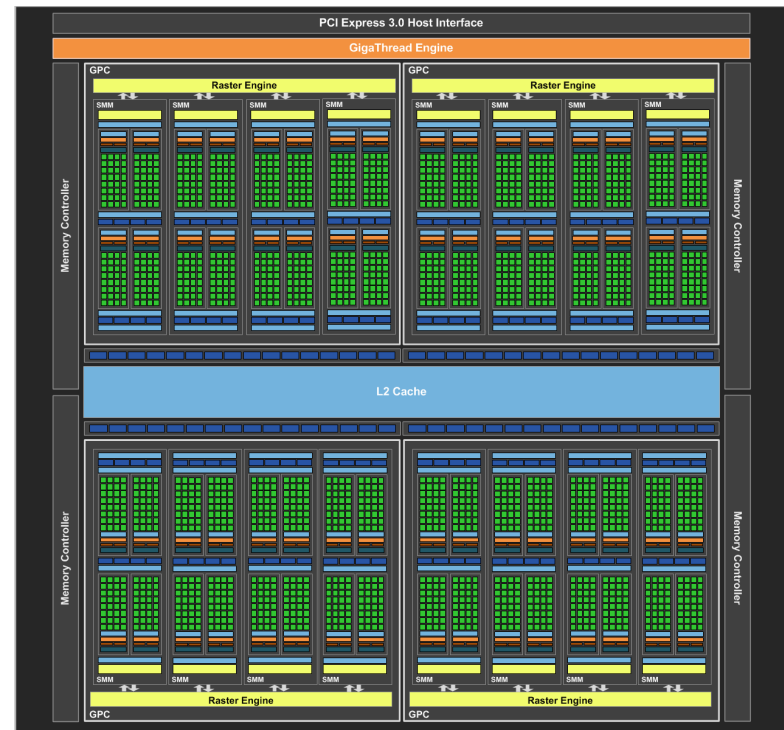 PCI Express 3.0 Host Interface
GigaThread Engine
GPC
GPC
Raster Engine
Raster Engine
SMM
SMM
SMM
SMM
SMM
SMM
SMM
SMM
Memory Controller
Memory Controller
L2 Cache
Memory Controller
Memory Controller
SMM
SMM
SMM
SMM
SMM
SMM
SMM
SMM
Raster Engine
Raster Engine
GPC
GPC